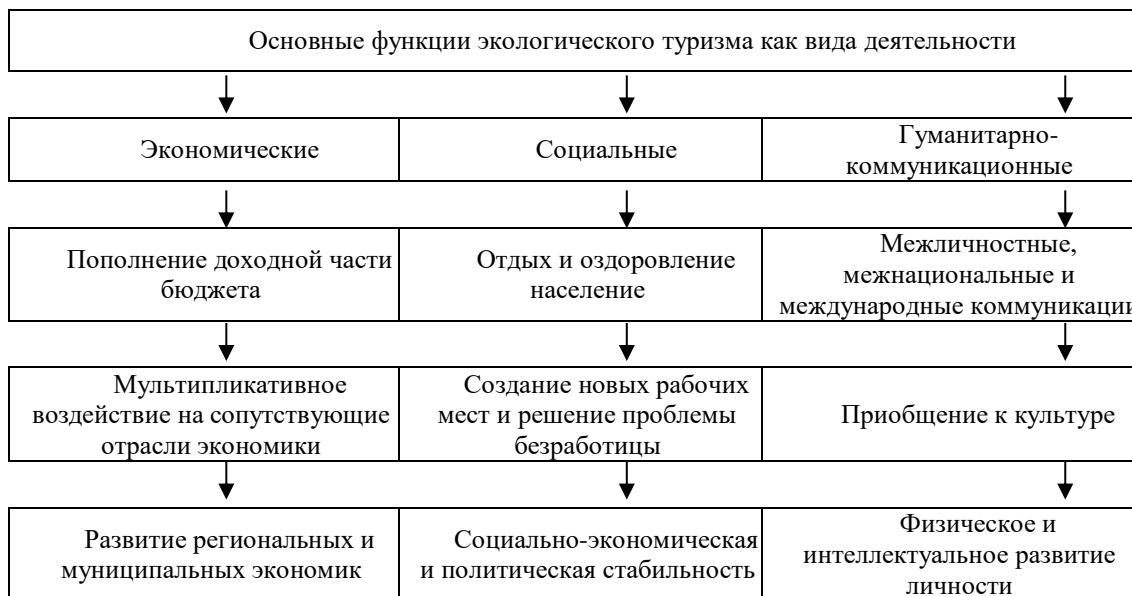 Основные функции экологического туризма как вида деятельности
Экономические
Социальные
Гуманитарно-
коммуникационные
Пополнение доходной части
бюджета
Отдых и оздоровление
население
Межличностные,
межнациональные и
международные коммуникации
Мультипликативное
воздействие на сопутствующие
отрасли экономики
Создание новых рабочих
мест и решение проблемы
безработицы
Приобщение к культуре
Развитие региональных и
муниципальных экономик
Социально-экономическая
и политическая стабильность
Физическое и
интеллектуальное развитие
личности